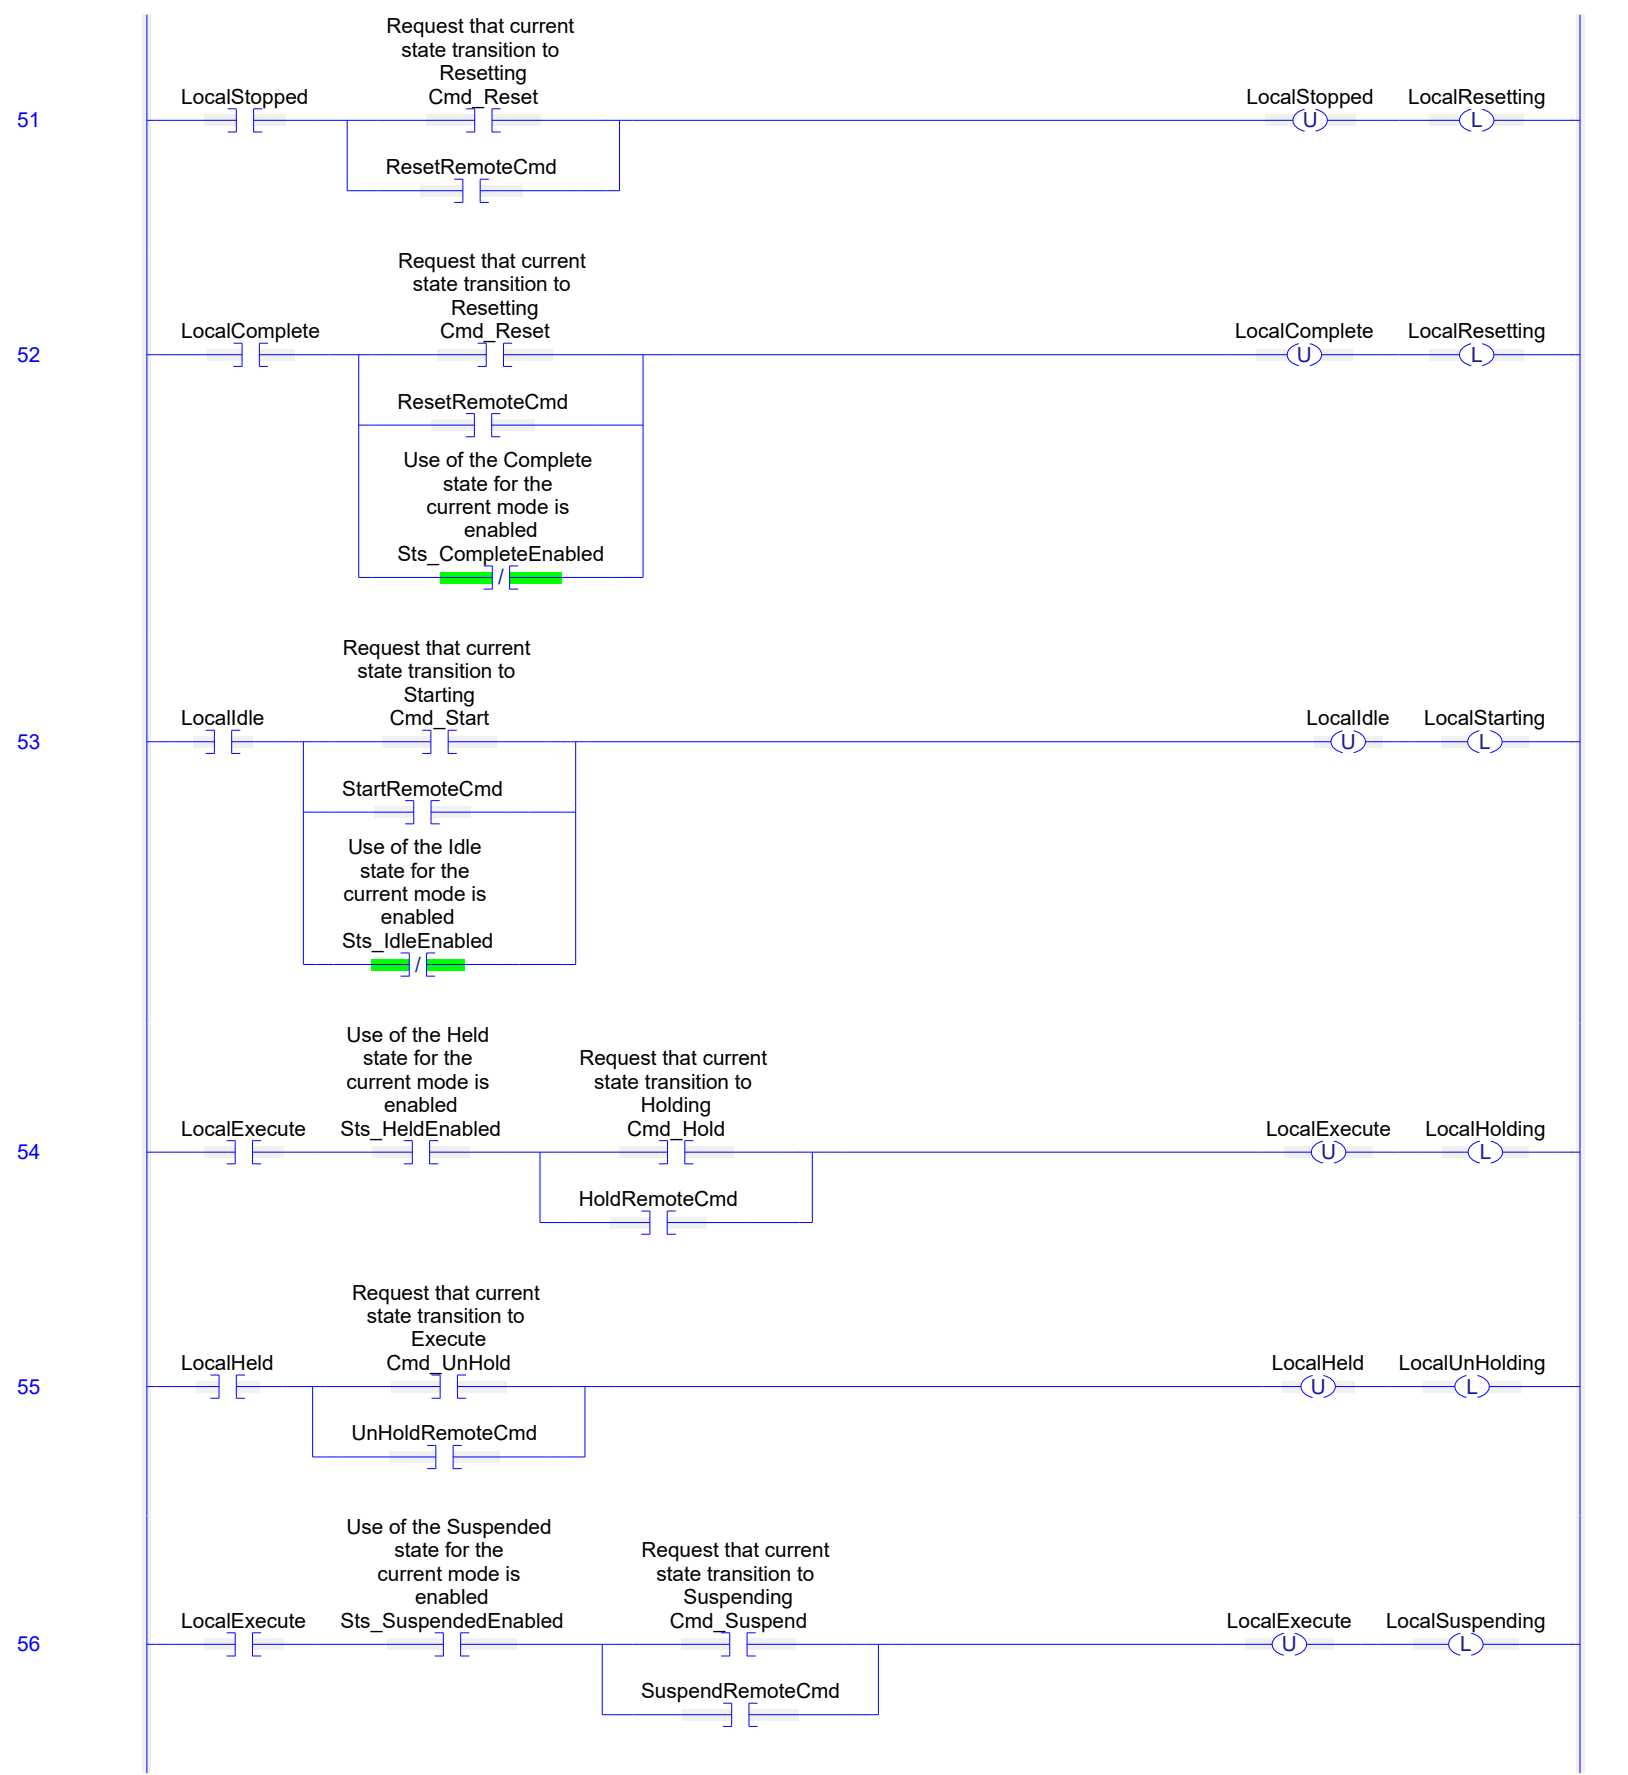 Request that current
state transition to
Resetting
LocalStopped Cmd_Reset LocalStopped LocalResetting
51 U L
ResetRemoteCmd
Request that current
state transition to
Resetting
LocalComplete Cmd_Reset LocalComplete LocalResetting
52 U L
ResetRemoteCmd
Use of the Complete
state for the
current mode is
enabled
Sts_CompleteEnabled
/
Request that current
state transition to
Starting
LocalIdle Cmd_Start LocalIdle LocalStarting
53 U L
StartRemoteCmd
Use of the Idle
state for the
current mode is
enabled
Sts_IdleEnabled
/
Use of the Held
state for the
current mode is
enabled
Request that current
state transition to
Holding
LocalExecute Sts_HeldEnabled Cmd_Hold LocalExecute LocalHolding
54 U L
HoldRemoteCmd
Request that current
state transition to
Execute
LocalHeld Cmd_UnHold LocalHeld LocalUnHolding
55 U L
UnHoldRemoteCmd
Use of the Suspended
state for the
current mode is
enabled
Request that current
state transition to
Suspending
LocalExecute Sts_SuspendedEnabled Cmd_Suspend LocalExecute LocalSuspending
56 U L
SuspendRemoteCmd